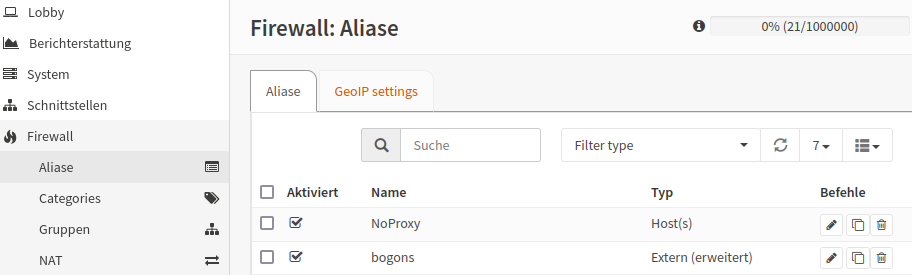 Lobby
Berichterstattung
System
Schnittstellen
Firewall
Aliase
Categories
Gruppen
NAT
Firewall: Aliase
0% (21/1000000)
Aliase
GeoIP settings
Suche
Filter type
7
Aktiviert Name Typ Befehle
NoProxy Host(s)
bogons Extern (erweitert)